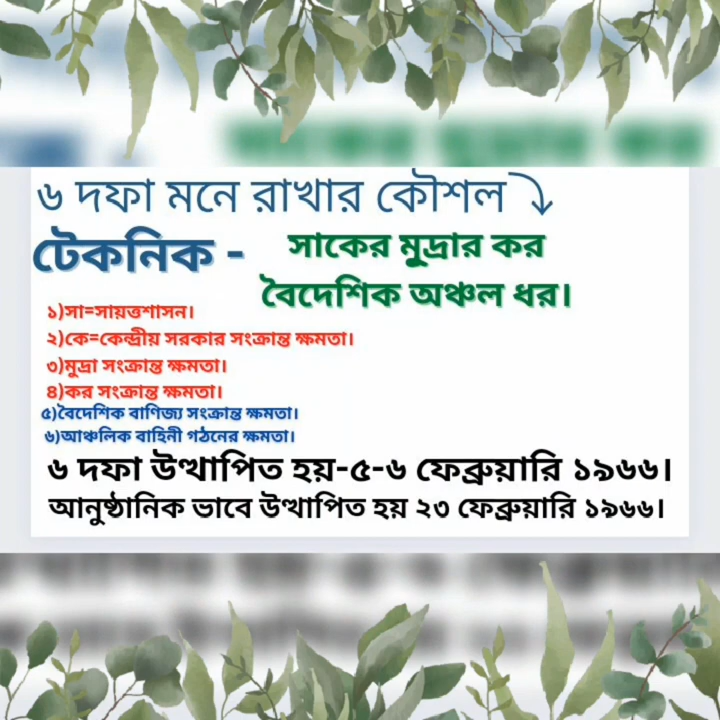 ৬ দফা মনে রাখার কৌশল
টেকনিক - সাকের মুদ্রার কর
বৈদেশিক অঞ্চল ধর।
১)সা=সায়ত্তশাসন।
২)কে=কেন্দ্রীয় সরকার সংক্রান্ত ক্ষমতা।
৩)মুদ্রা সংক্রান্ত ক্ষমতা।
৪)কর সংক্রান্ত ক্ষমতা।
৫)বৈদেশিক বাণিজ্য সংক্রান্ত ক্ষমতা।
৬)আঞ্চলিক বাহিনী গঠনের ক্ষমতা।
৬ দফা উত্থাপিত হয়-৫-৬ ফেব্রুয়ারি ১৯৬৬।
আনুষ্ঠানিক ভাবে উত্থাপিত হয় ২৩ ফেব্রুয়ারি ১৯৬৬।